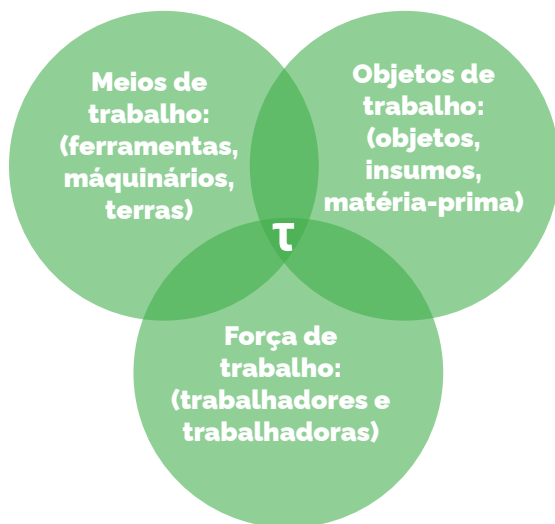 Meios de
trabalho:
(ferramentas,
máquinários,
terras)
Objetos de
trabalho:
(objetos,
insumos,
matéria-prima)
τ
Força de
trabalho:
(trabalhadores e
trabalhadoras)